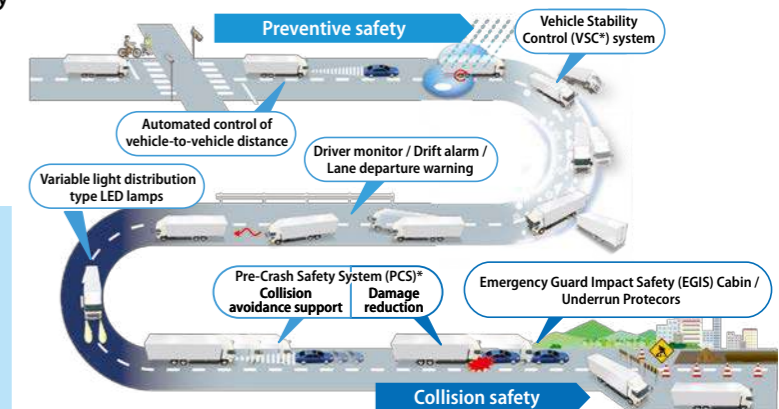 y
Preventive safety
Vehicle Stability
Control (VSC*) system
Automated control of
vehicle-to-vehicle distance
Driver monitor / Drift alarm /
Lane departure warning
Variable light distribution
type LED lamps
Pre-Crash Safety System (PCS)*
Collision
avoidance support
Damage
reduction
Emergency Guard Impact Safety (EGIS) Cabin /
Underrun Protecors
Collision safety